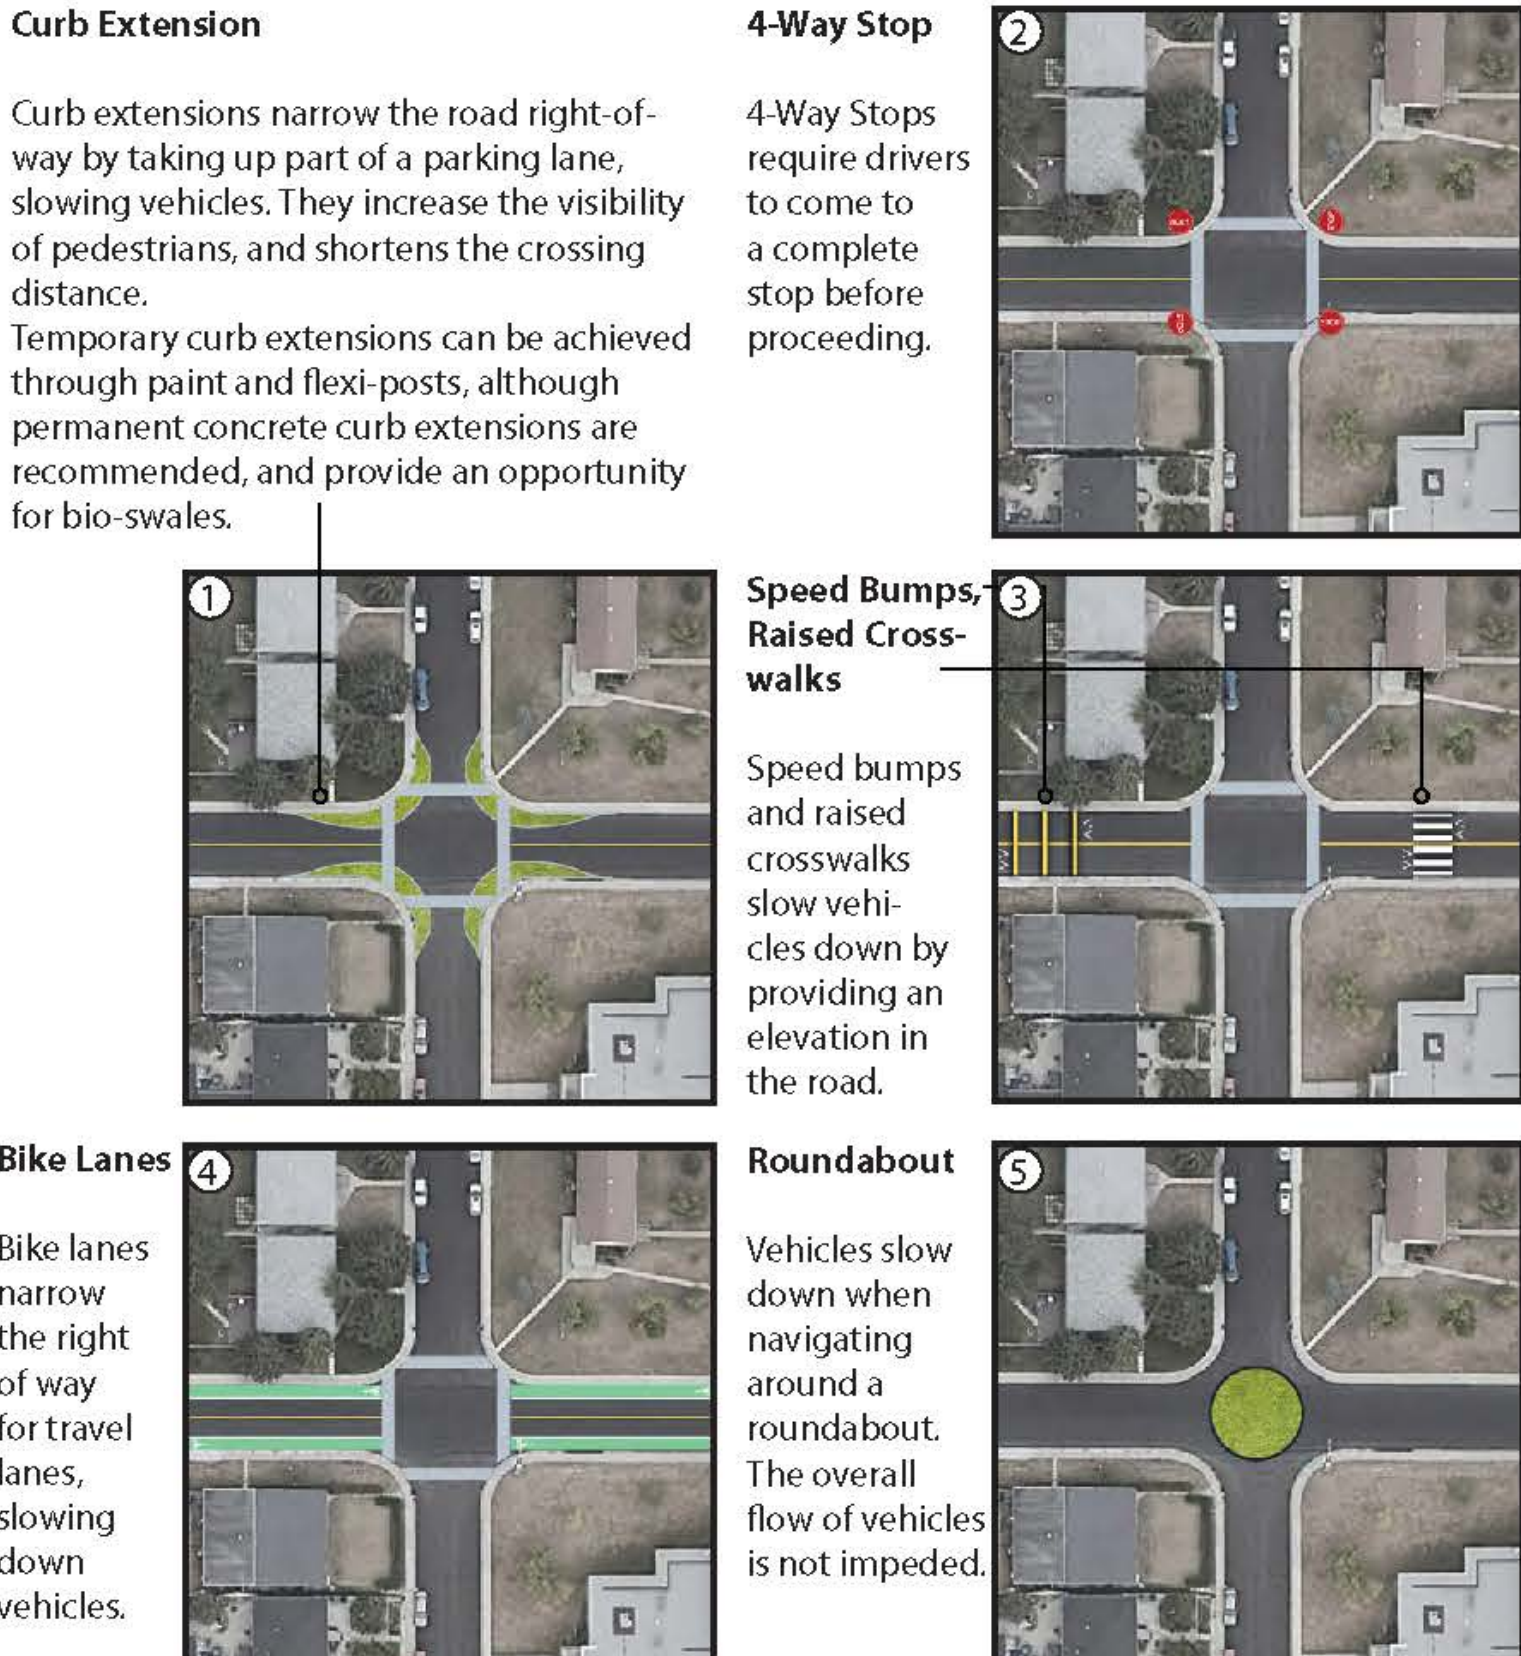 Curb Extension
Curb extensions narrow the road right-of-
way by taking up part of a parking lane,
slowing vehicles. They increase the visibility
of pedestrians, and shortens the crossing
distance.
Temporary curb extensions can be achieved
through paint and flexi-posts, although
permanent concrete curb extensions are
recommended, and provide an opportunity
for bio-swales.
1
4-Way Stop
4-Way Stops
require drivers
to come to
a complete
stop before
proceeding.
2
STOP
STOP
STOP
STOP
Speed Bumps,
Raised Cross-
walks
Speed bumps
and raised
crosswalks
slow vehi-
cles down by
providing an
elevation in
the road.
3
Bike Lanes
Bike lanes
narrow
the right
of way
for travel
lanes,
slowing
down
vehicles.
4
Roundabout
Vehicles slow
down when
navigating
around a
roundabout.
The overall
flow of vehicles
is not impeded.
5